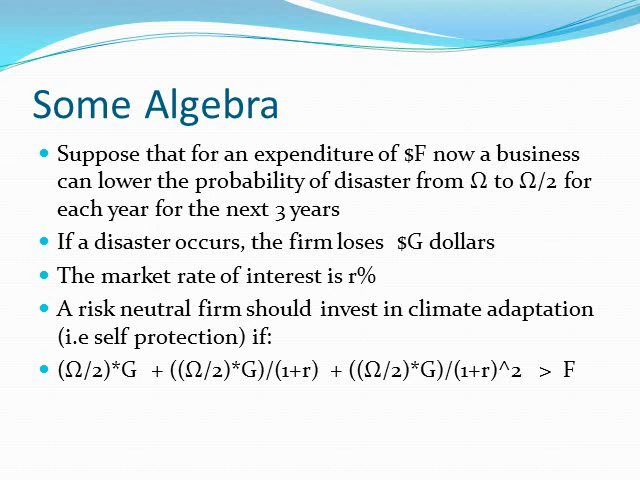 Some Algebra
Suppose that for an expenditure of $F now a business
can lower the probability of disaster from Ω to Ω/2 for
each year for the next 3 years
If a disaster occurs, the firm loses $G dollars
The market rate of interest is r%
A risk neutral firm should invest in climate adaptation
(i.e self protection) if:
(Ω/2)*G + ((Ω/2)*G)/(1+r) + ((Ω/2)*G)/(1+r)^2 > F